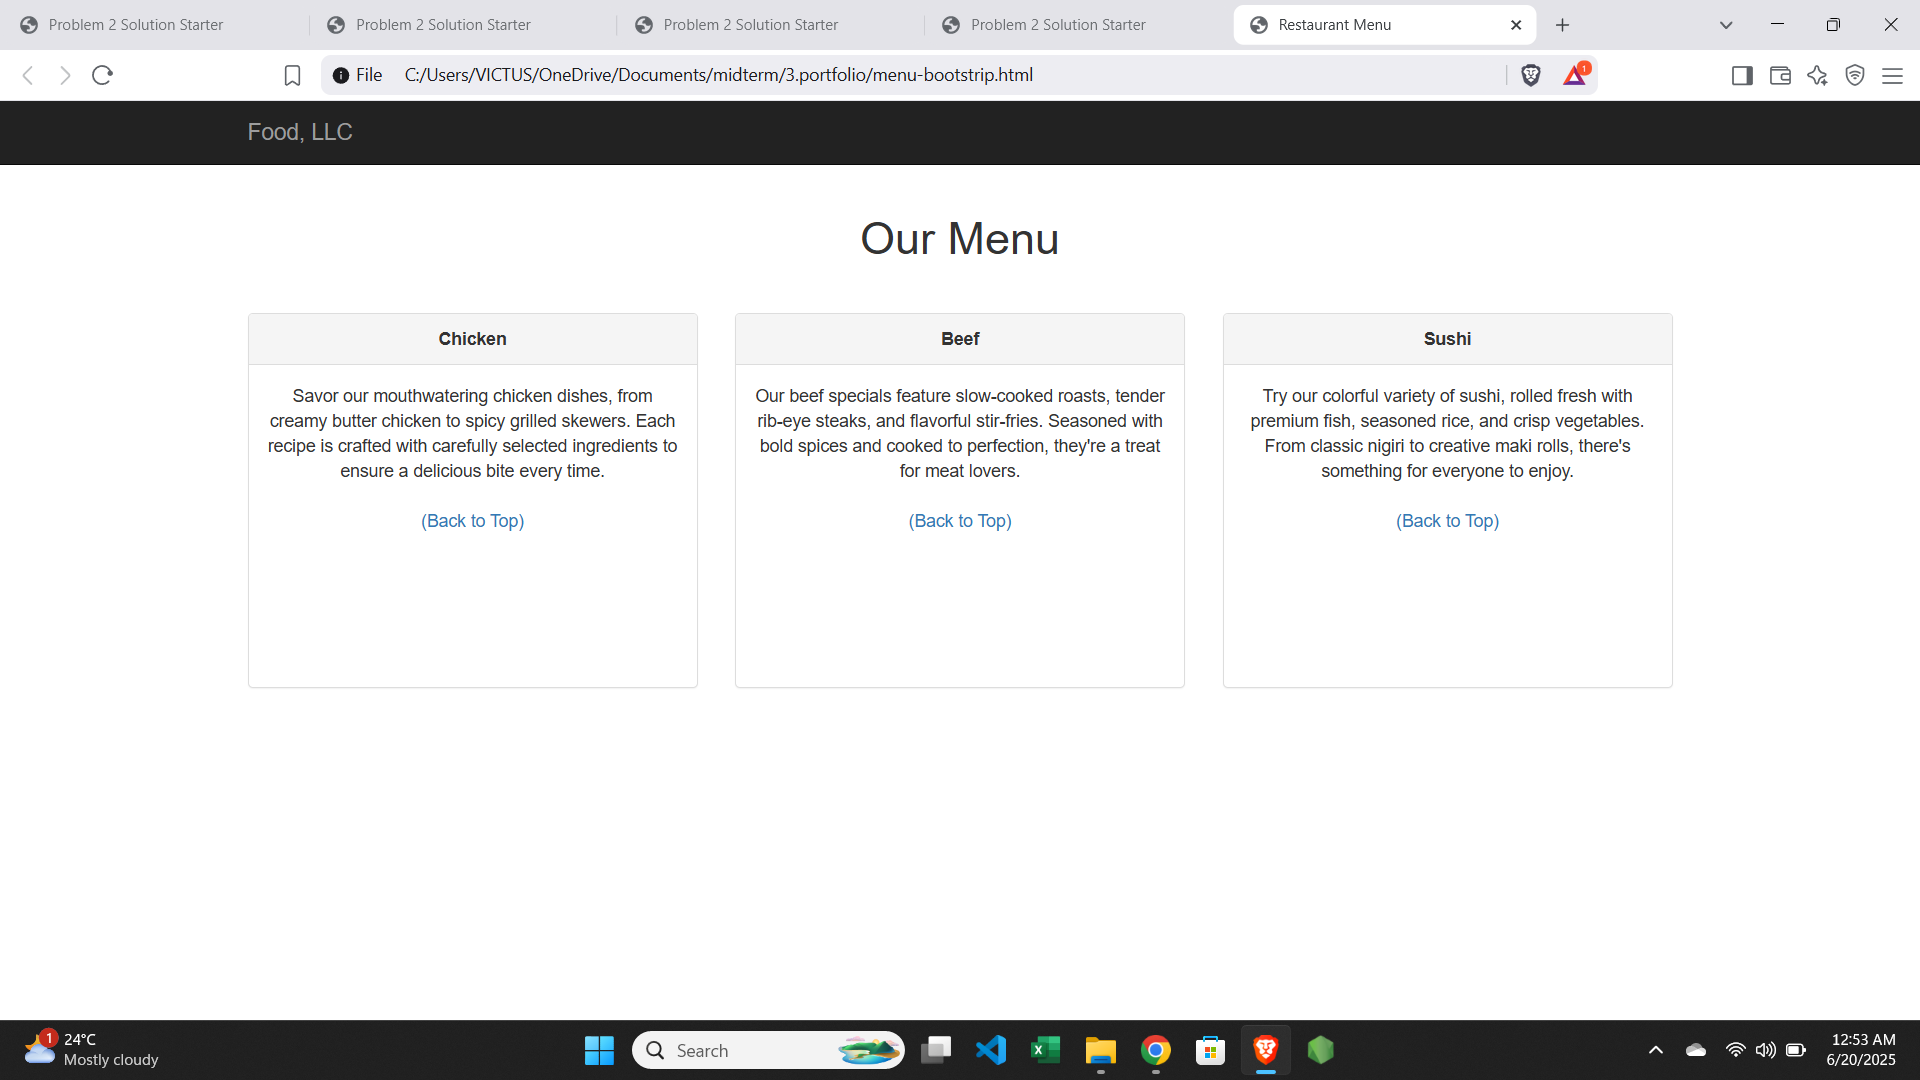 Problem 2 Solution Starter
Problem 2 Solution Starter
Problem 2 Solution Starter
Problem 2 Solution Starter
Restaurant Menu
File C:/Users/VICTUS/OneDrive/Documents/midterm/3.portfolio/menu-bootstrip.html
1
Food, LLC
Our Menu
Chicken
Savor our mouthwatering chicken dishes, from
creamy butter chicken to spicy grilled skewers. Each
recipe is crafted with carefully selected ingredients to
ensure a delicious bite every time.
(Back to Top)
Beef
Our beef specials feature slow-cooked roasts, tender
rib-eye steaks, and flavorful stir-fries. Seasoned with
bold spices and cooked to perfection, they're a treat
for meat lovers.
(Back to Top)
Sushi
Try our colorful variety of sushi, rolled fresh with
premium fish, seasoned rice, and crisp vegetables.
From classic nigiri to creative maki rolls, there's
something for everyone to enjoy.
(Back to Top)
1
24°C
Mostly cloudy
Search
12:53 AM
6/20/2025